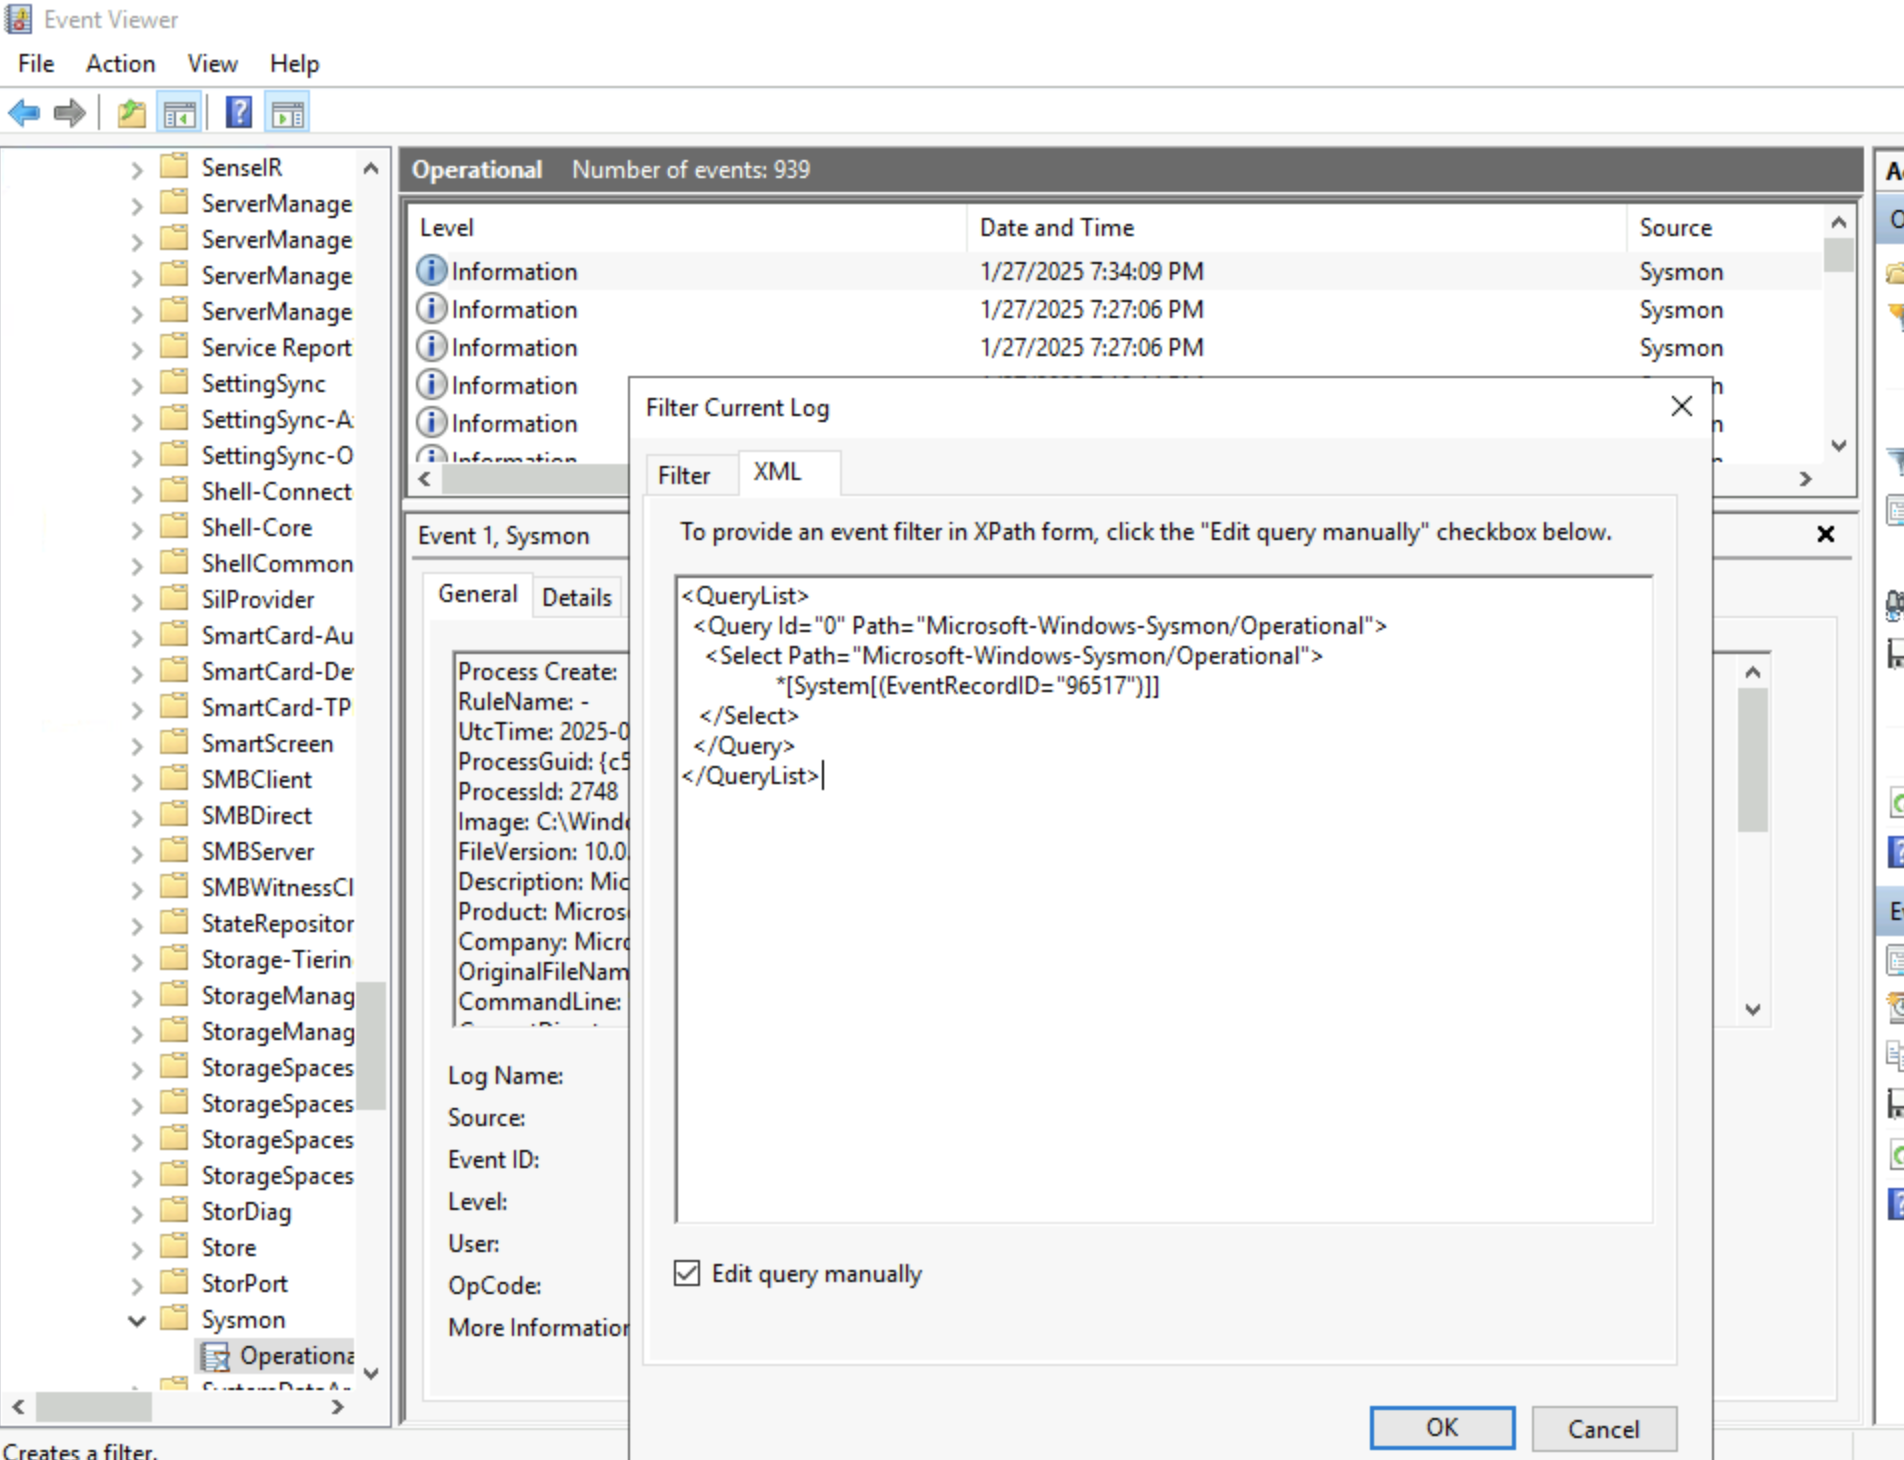 Event Viewer
File Action View Help
SenseIR
ServerManage
ServerManage
ServerManage
ServerManage
Service Report
SettingSync
SettingSync-A
SettingSync-O
Shell-Connect
Shell-Core
ShellCommon
SilProvider
SmartCard-Au
SmartCard-De
SmartCard-TP
SmartScreen
SMBClient
SMBDirect
SMBServer
SMBWitnessCl
StateRepositor
Storage-Tierin
StorageManag
StorageManag
StorageSpaces
StorageSpaces
StorageSpaces
StorageSpaces
StorDiag
Store
StorPort
Sysmon
Operationa
Creates a filter.
Operational Number of events: 939
Level Date and Time Source
Information 1/27/2025 7:34:09 PM Sysmon
Information 1/27/2025 7:27:06 PM Sysmon
Information 1/27/2025 7:27:06 PM Sysmon
Information
Information
Information
Event 1, Sysmon
General Details
Process Create:
RuleName: -
UtcTime: 2025-0
ProcessGuid: {c5
ProcessId: 2748
Image: C:\Windo
FileVersion: 10.0.
Description: Mic
Product: Micros
Company: Micro
OriginalFileNam
CommandLine:
Log Name:
Source:
Event ID:
Level:
User:
OpCode:
More Information
Filter Current Log
Filter XML
To provide an event filter in XPath form, click the "Edit query manually" checkbox below.
<QueryList>
<Query Id="0" Path="Microsoft-Windows-Sysmon/Operational">
<Select Path="Microsoft-Windows-Sysmon/Operational">
*[System[(EventRecordID="96517")]]
</Select>
</Query>
</QueryList>
Edit query manually
OK Cancel